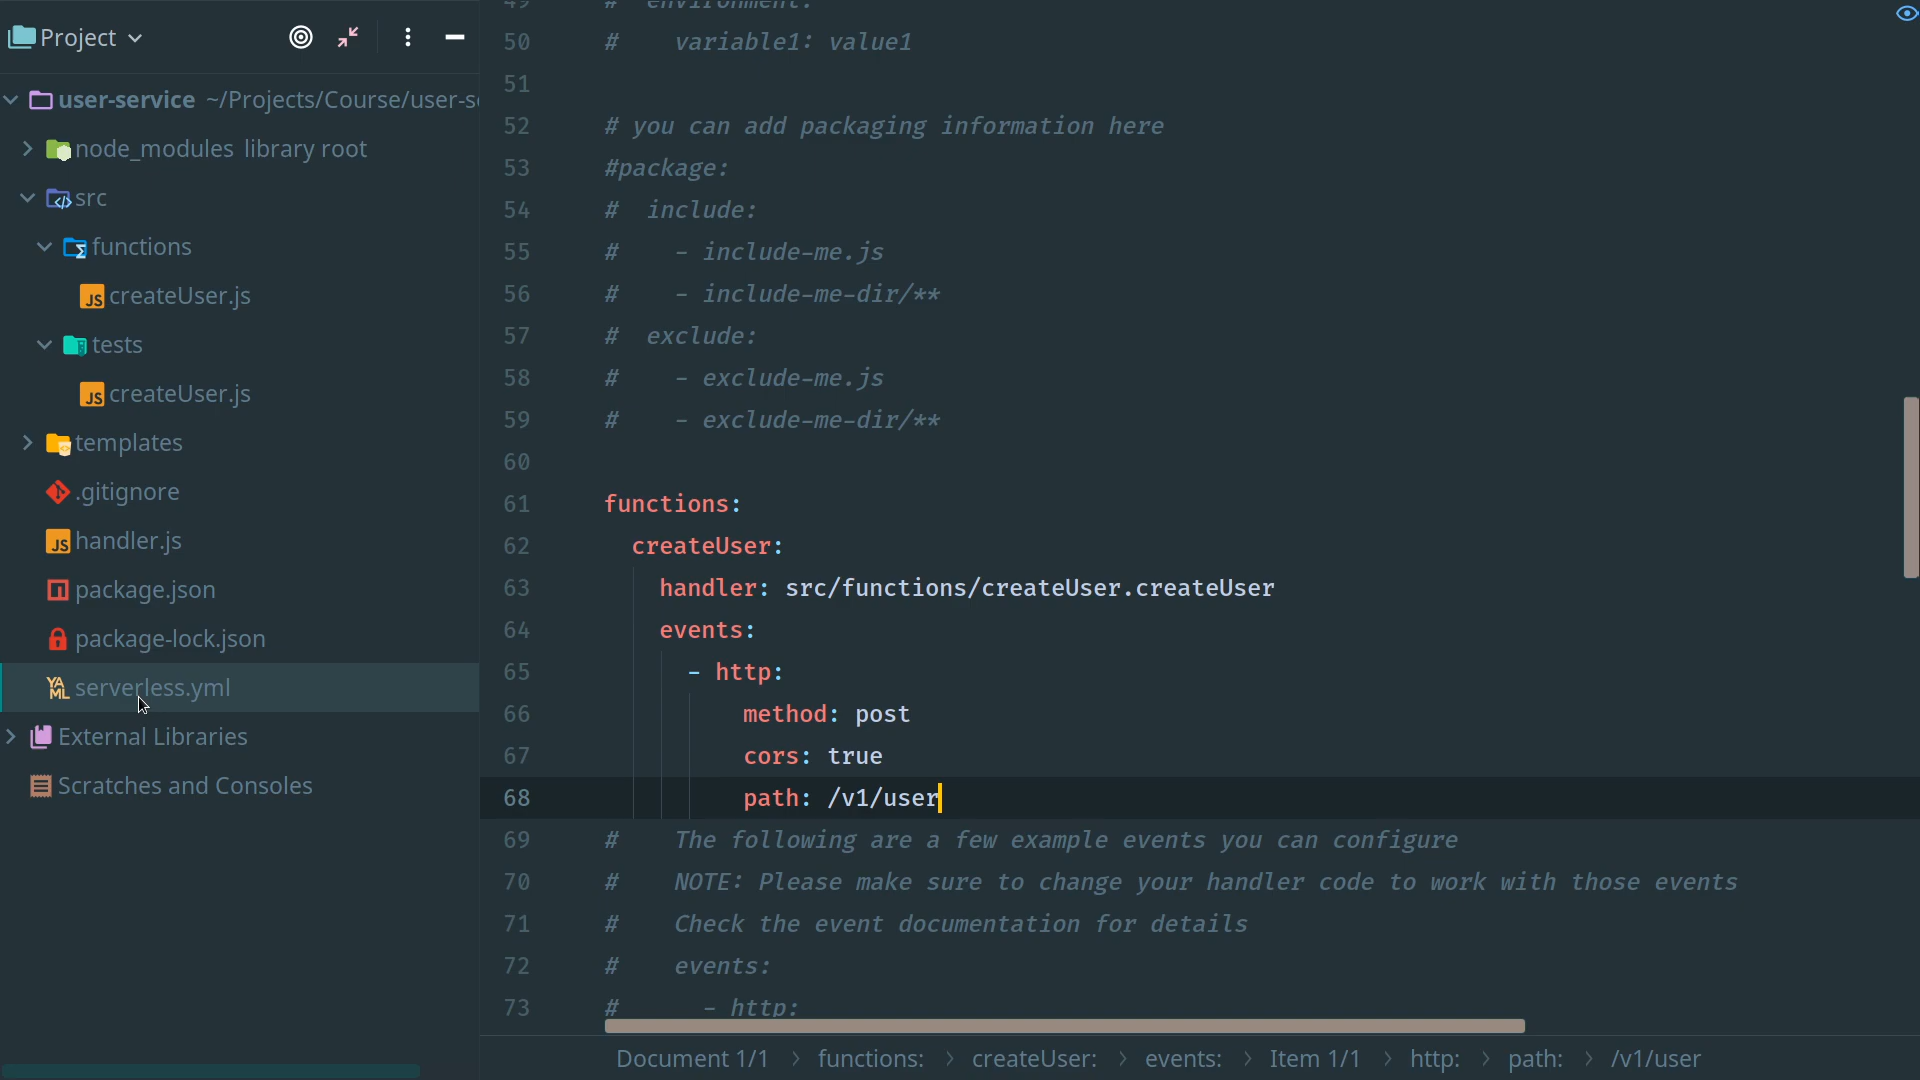 Project
user-service ~/Projects/Course/user-s
node_modules library root
src
functions
createUser.js
tests
createUser.js
templates
.gitignore
handler.js
package.json
package-lock.json
serverless.yml
External Libraries
Scratches and Consoles
49 # environment:
50 # variable1: value1
51
52 # you can add packaging information here
53 #package:
54 # include:
55 # - include-me.js
56 # - include-me-dir/**
57 # exclude:
58 # - exclude-me.js
59 # - exclude-me-dir/**
60
61 functions:
62 createUser:
63 handler: src/functions/createUser.createUser
64 events:
65 - http:
66 method: post
67 cors: true
68 path: /v1/user
69 # The following are a few example events you can configure
70 # NOTE: Please make sure to change your handler code to work with those events
71 # Check the event documentation for details
72 # events:
73 # - http:
Document 1/1 > functions: > createUser: > events: > Item 1/1 > http: > path: > /v1/user